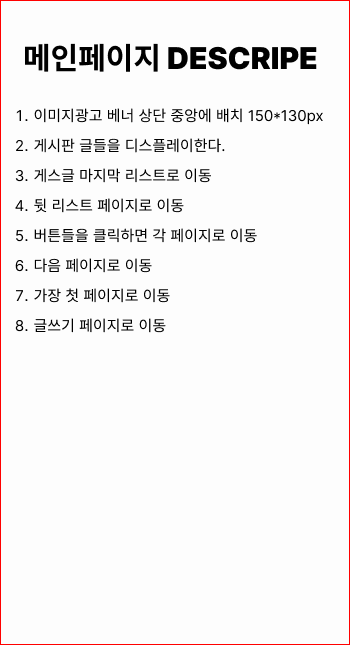 메인페이지 DESCRIPE
1. 이미지광고 베너 상단 중앙에 배치 150*130px
2. 게시판 글들을 디스플레이한다.
3. 게스글 마지막 리스트로 이동
4. 뒷 리스트 페이지로 이동
5. 버튼들을 클릭하면 각 페이지로 이동
6. 다음 페이지로 이동
7. 가장 첫 페이지로 이동
8. 글쓰기 페이지로 이동